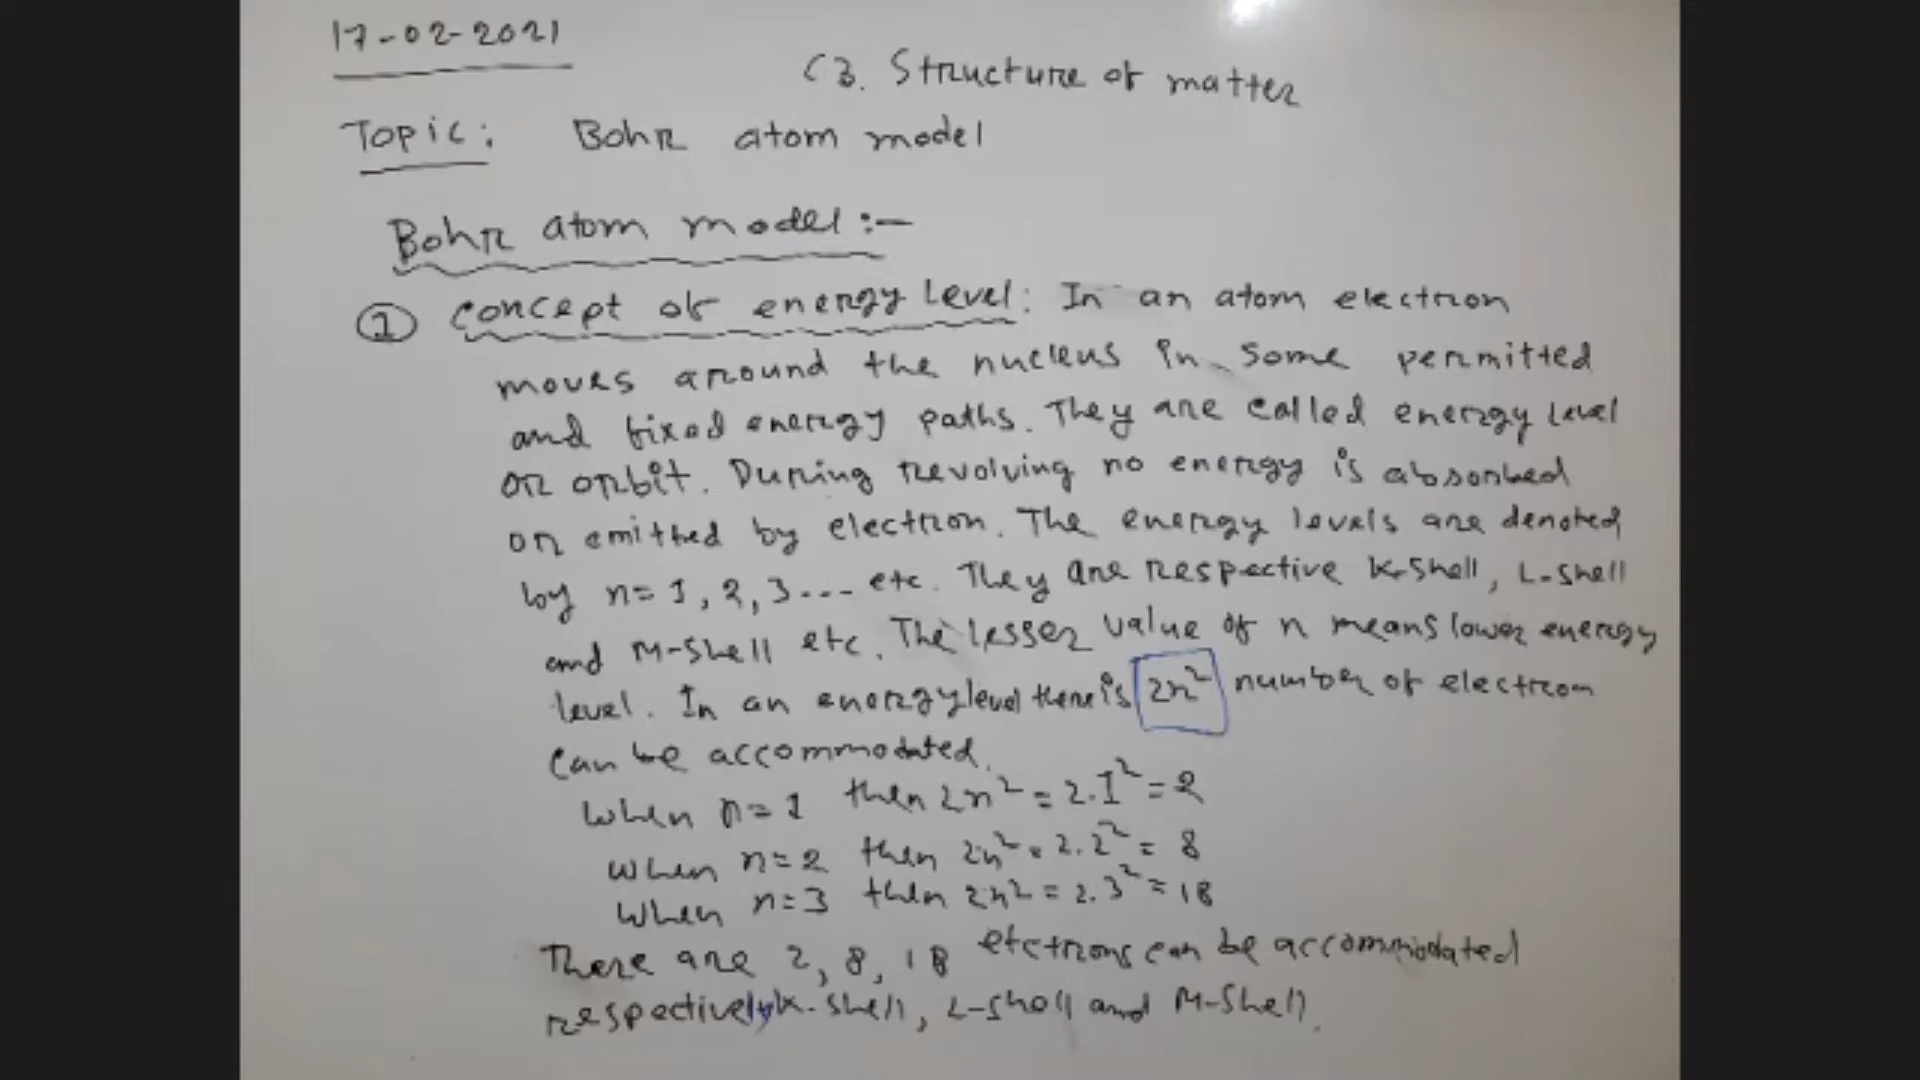 17-02-2021
C3. Structure of matter
Topic: Bohr atom model
Bohr atom model:-
① Concept of energy level: In an atom electron
moves around the nucleus in some permitted
and fixed energy paths. They are called energy level
or orbit. During revolving no energy is absorbed
or emitted by electron. The energy levels are denoted
by n=1, 2, 3... etc. They are respective K-shell, L-shell
and M-shell etc. The lesser value of n means lower energy
level. In an energy level there is 2n² number of electron
can be accommodated.
When n=1 then 2n² = 2.1² = 2
When n=2 then 2n² = 2.2² = 8
When n=3 then 2n² = 2.3² = 18
There are 2, 8, 18 eletrons can be accommodated
respectively K-shell, L-shell and M-shell.